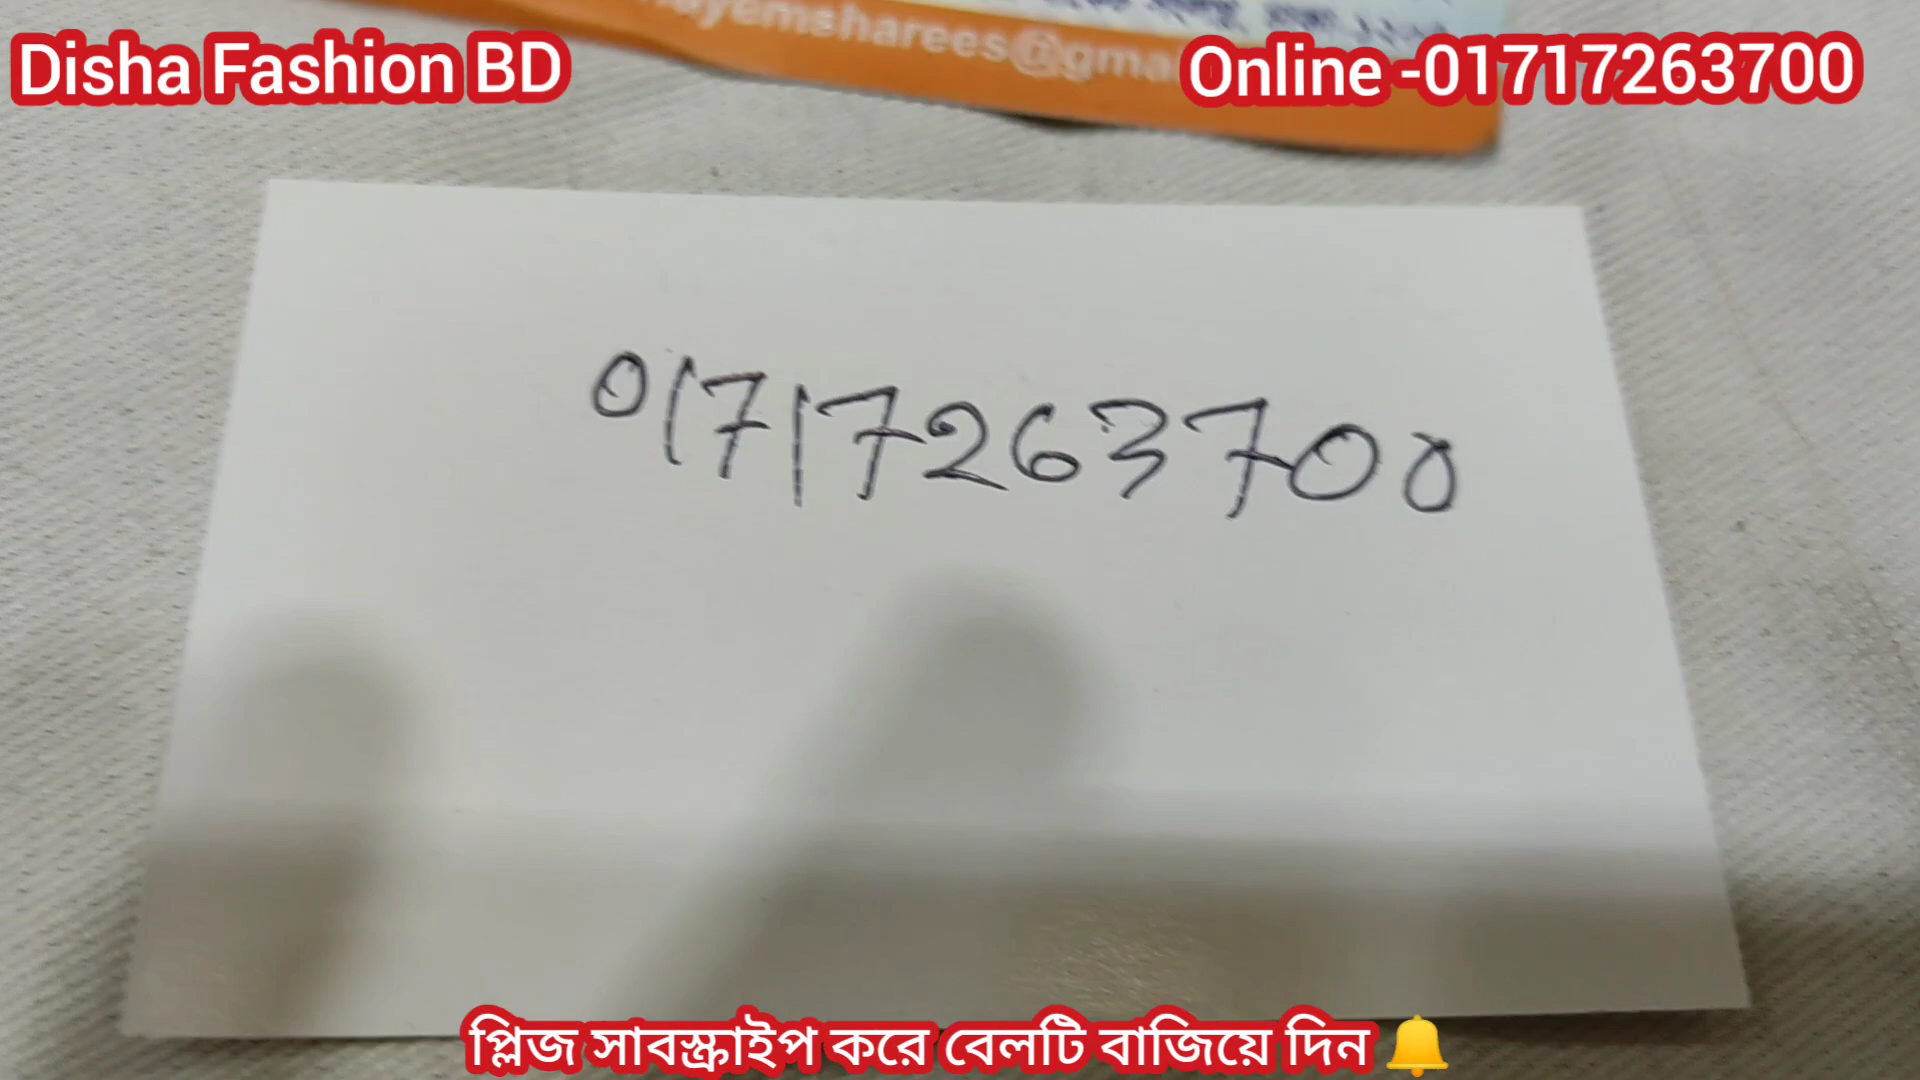 Disha Fashion BD
Online -01717263700
01717263700
প্লিজ সাবস্ক্রাইপ করে বেলটি বাজিয়ে দিন 🔔